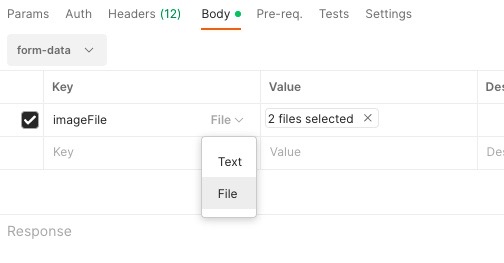 Params Auth Headers (12) Body Pre-req. Tests Settings
form-data
Key Value Des
imageFile File 2 files selected
Key Value Des
Text
File
Response